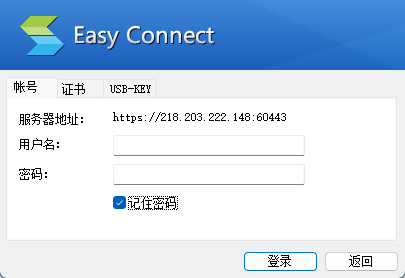 Easy Connect
帐号 证书 USB-KEY
服务器地址: https://218.203.222.148:60443
用户名:
密码:
记住密码
登录 返回